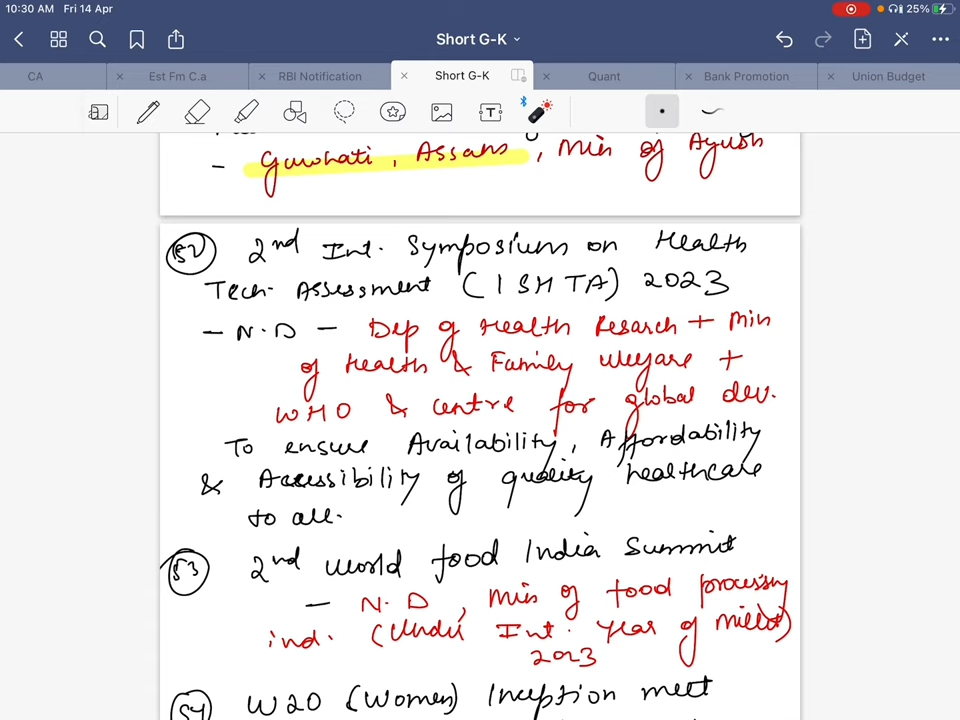 10:30 AM Fri 14 Apr
25%
Short G-K
CA
Est Fm C.a
RBI Notification
Short G-K
Quant
Bank Promotion
Union Budget
- Guwahati, Assam, Min of Ayush
52 2nd Int. Symposium on Health
Tech. Assessment (ISHTA) 2023
- N.D - Dep of Health Resarch + Min
of Health & Family Welfare +
WHO & centre for global dev.
To ensure Availability, Affordability
& Accessibility of quality healthcare
to all.
53 2nd World food India Summit
- N.D, Min of food processing
ind. (Under Int. year of millet)
2023
54 W20 (Women) Inception meet